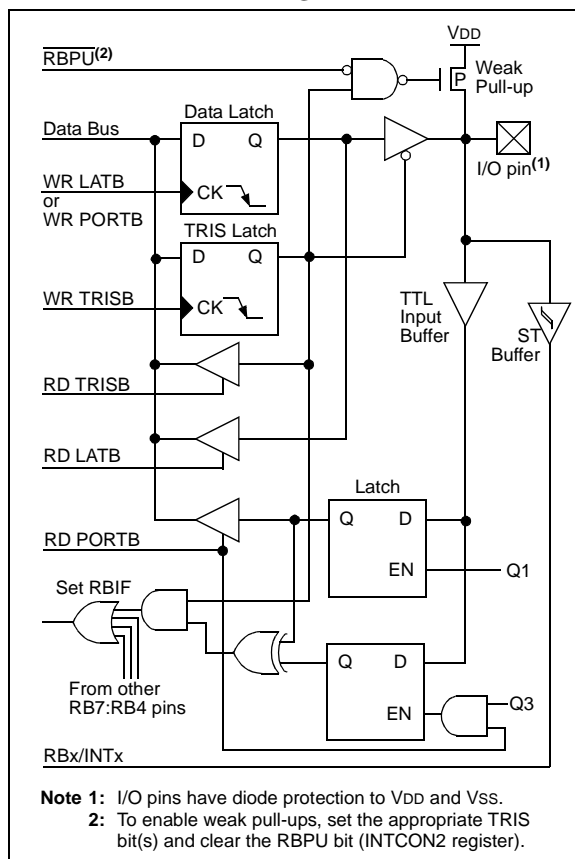 VDD
RBPU(2)
Weak
Pull-up
P
Data Latch
Data Bus
D Q
I/O pin(1)
WR LATB
or
WR PORTB
CK
TRIS Latch
D Q
WR TRISB
CK
TTL
Input
Buffer
ST
Buffer
RD TRISB
RD LATB
Latch
Q D
RD PORTB
EN
Q1
Set RBIF
Q D
From other
RB7:RB4 pins
EN
Q3
RBx/INTx
Note 1: I/O pins have diode protection to VDD and VSS.
2: To enable weak pull-ups, set the appropriate TRIS
bit(s) and clear the RBPU bit (INTCON2 register).